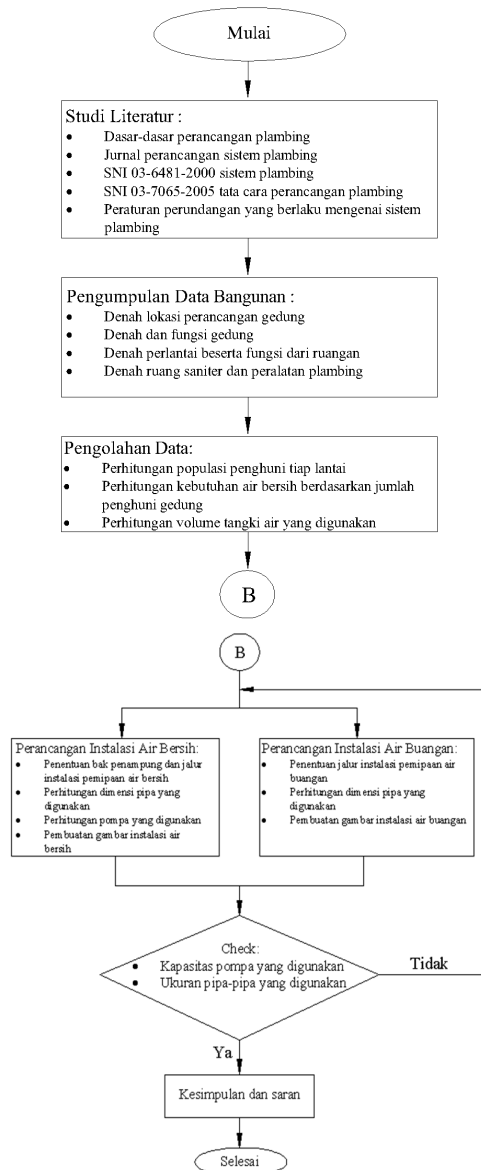 Mulai
Studi Literatur :
• Dasar-dasar perancangan plambing
• Jurnal perancangan sistem plambing
• SNI 03-6481-2000 sistem plambing
• SNI 03-7065-2005 tata cara perancangan plambing
• Peraturan perundangan yang berlaku mengenai sistem
plambing
Pengumpulan Data Bangunan :
• Denah lokasi perancangan gedung
• Denah dan fungsi gedung
• Denah perlantai beserta fungsi dari ruangan
• Denah ruang saniter dan peralatan plambing
Pengolahan Data:
• Perhitungan populasi penghuni tiap lantai
• Perhitungan kebutuhan air bersih berdasarkan jumlah
penghuni gedung
• Perhitungan volume tangki air yang digunakan
B
B
Perancangan Instalasi Air Bersih:
• Penentuan bak penampung dan jalur
instalasi pemipaan air bersih
• Perhitungan dimensi pipa yang
digunakan
• Perhitungan pompa yang digunakan
• Pembuatan gambar instalasi air
bersih
Perancangan Instalasi Air Buangan:
• Penentuan jalur instalasi pemipaan air
buangan
• Perhitungan dimensi pipa yang
digunakan
• Pembuatan gambar instalasi air buangan
Check:
• Kapasitas pompa yang digunakan
• Ukuran pipa-pipa yang digunakan
Tidak
Ya
Kesimpulan dan saran
Selesai